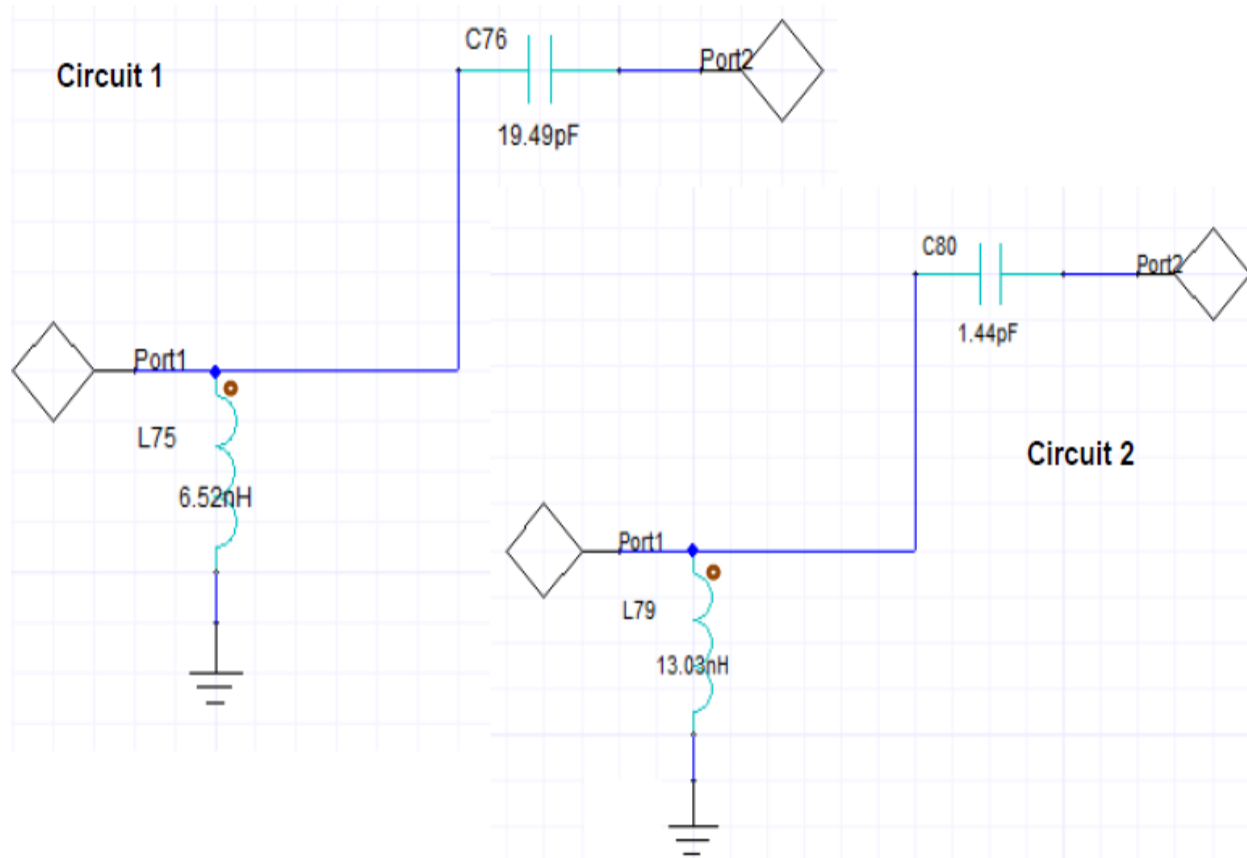 Circuit 1
C76
Port2
19.49pF
Port1
L75
6.52nH
C80
Port2
1.44pF
Circuit 2
Port1
L79
13.03nH